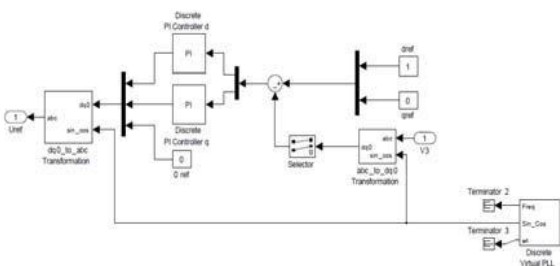 Discrete
PI Controller d
PI
PI
Discrete
PI Controller q
0
0 ref
dref
1
0
qref
1
Uref
abc
dq0
sin_cos
dq0_to_abc
Transformation
Selector
dq0
abc
sin_cos
abc_to_dq0
Transformation
1
V3
Terminator 2
Terminator 3
Freq
Sin_Cos
wt
Discrete
Virtual PLL